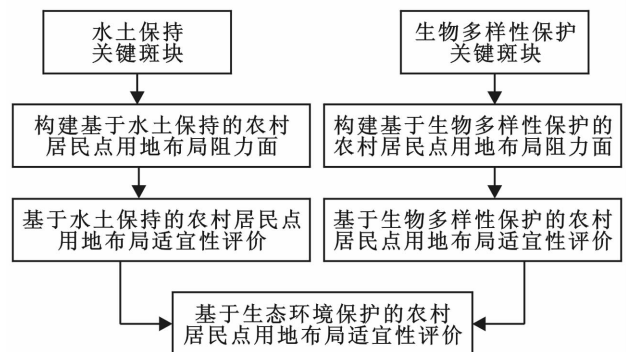 水土保持
关键斑块
生物多样性保护
关键斑块
构建基于水土保持的农村
居民点用地布局阻力面
构建基于生物多样性保护的
农村居民点用地布局阻力面
基于水土保持的农村居民点
用地布局适宜性评价
基于生物多样性保护的农村
居民点用地布局适宜性评价
基于生态环境保护的农村
居民点用地布局适宜性评价